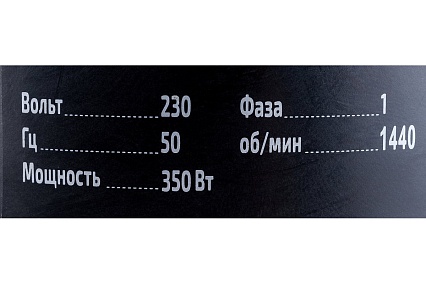 Вольт 230
Гц 50
Мощность 350 Вт
Фаза 1
об/мин 1440